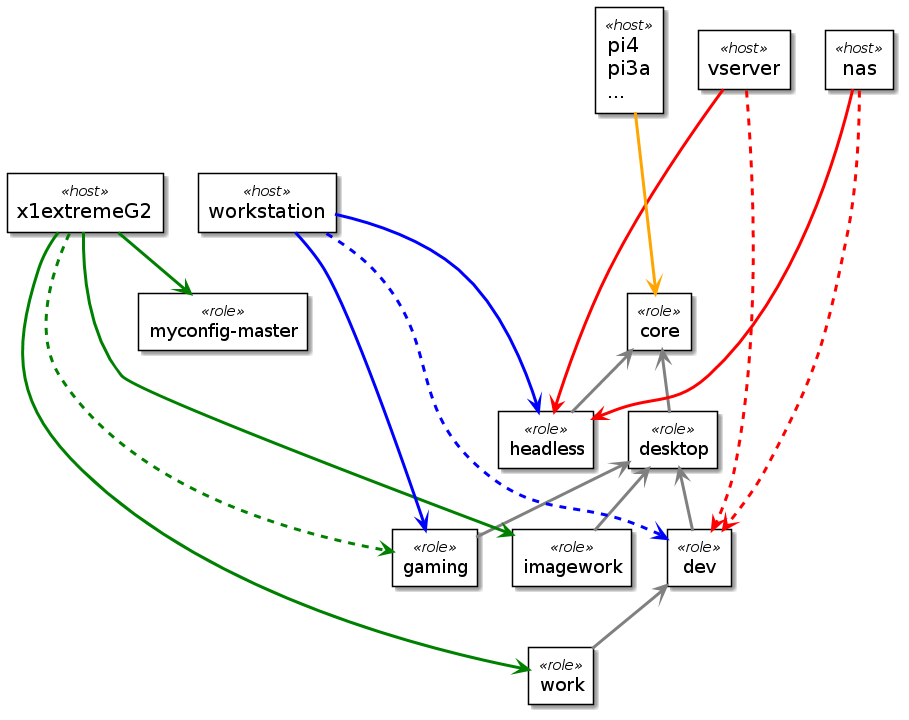 «host»
pi4
pi3a
...
«host»
vserver
«host»
nas
«host»
x1extremeG2
«host»
workstation
«role»
myconfig-master
«role»
core
«role»
headless
«role»
desktop
«role»
gaming
«role»
imagework
«role»
dev
«role»
work